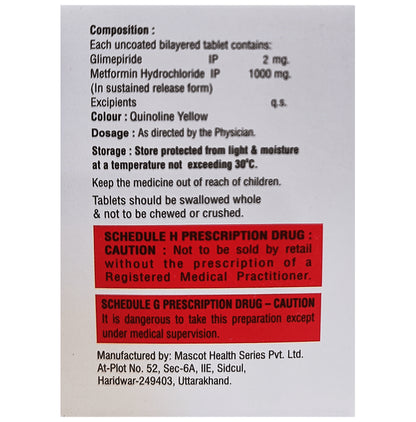 Composition :
Each uncoated bilayered tablet contains:
Glimepiride IP 2 mg.
Metformin Hydrochloride IP 1000 mg.
(In sustained release form)
Excipients q.s.
Colour : Quinoline Yellow
Dosage : As directed by the Physician.
Storage : Store protected from light & moisture
at a temperature not exceeding 30°C.
Keep the medicine out of reach of children.
Tablets should be swallowed whole
& not to be chewed or crushed.
SCHEDULE H PRESCRIPTION DRUG :
CAUTION : Not to be sold by retail
without the prescription of a
Registered Medical Practitioner.
SCHEDULE G PRESCRIPTION DRUG – CAUTION
It is dangerous to take this preparation except
under medical supervision.
Manufactured by: Mascot Health Series Pvt. Ltd.
At-Plot No. 52, Sec-6A, IIE, Sidcul,
Haridwar-249403, Uttarakhand.